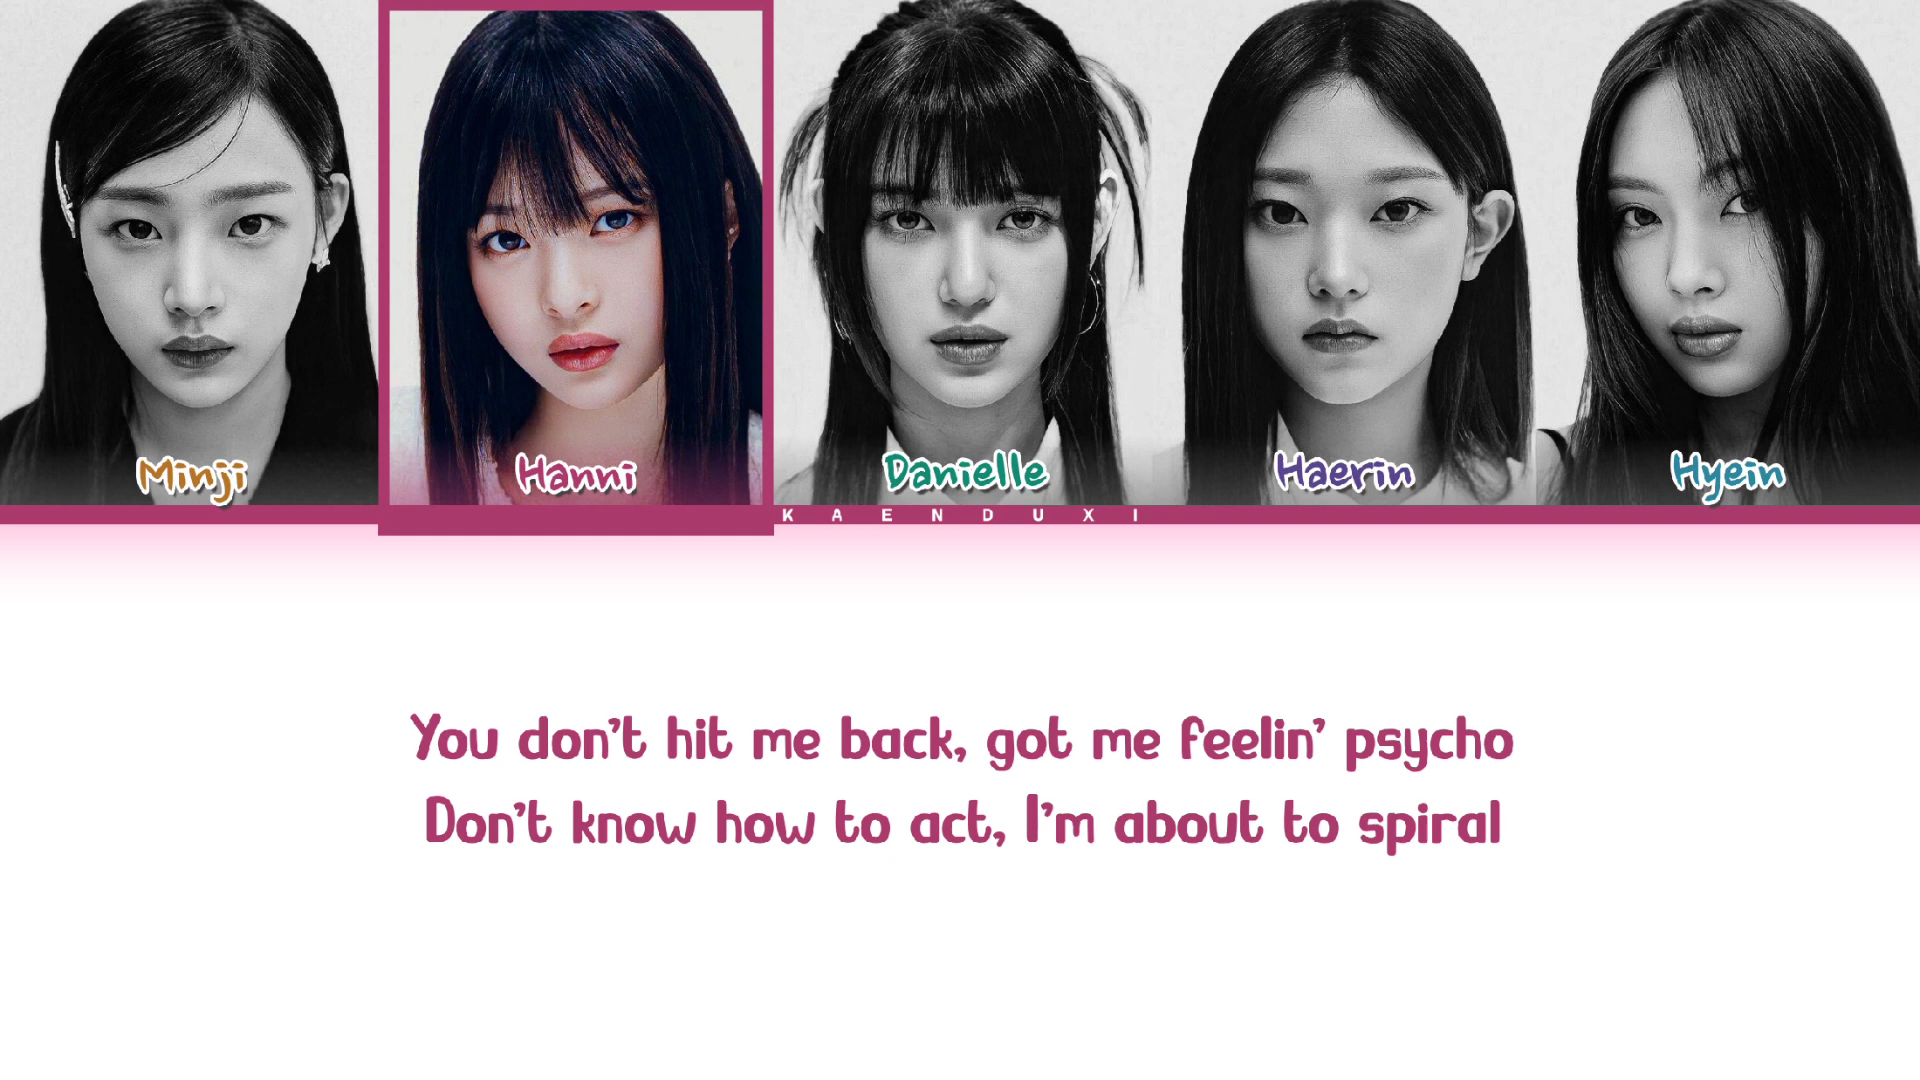 Minji
Hanni
Danielle
Haerin
Hyein
KAENDUXI
You don't hit me back, got me feelin' psycho
Don't know how to act, I'm about to spiral